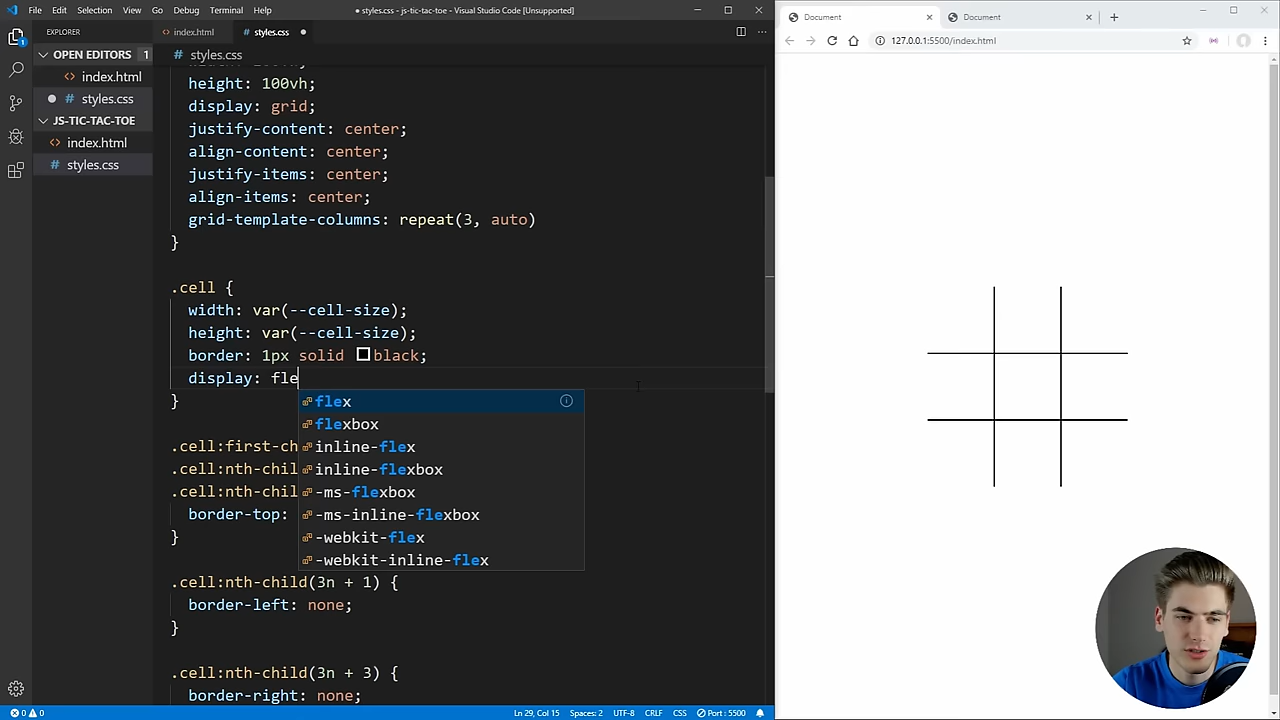 File Edit Selection View Go Debug Terminal Help
● styles.css - js-tic-tac-toe - Visual Studio Code [Unsupported]
EXPLORER
OPEN EDITORS 1
index.html
styles.css
JS-TIC-TAC-TOE
index.html
# styles.css
1
index.html
# styles.css
# styles.css
height: 100vh;
display: grid;
justify-content: center;
align-content: center;
justify-items: center;
align-items: center;
grid-template-columns: repeat(3, auto)
}
.cell {
width: var(--cell-size);
height: var(--cell-size);
border: 1px solid black;
display: fle
}
flex
flexbox
inline-flex
inline-flexbox
-ms-flexbox
-ms-inline-flexbox
-webkit-flex
-webkit-inline-flex
.cell:first-ch
.cell:nth-chil
.cell:nth-chil
border-top:
}
.cell:nth-child(3n + 1) {
border-left: none;
}
.cell:nth-child(3n + 3) {
border-right: none;
0 0
Ln 29, Col 15 Spaces: 2 UTF-8 CRLF CSS Port : 5500
Document
Document
127.0.0.1:5500/index.html